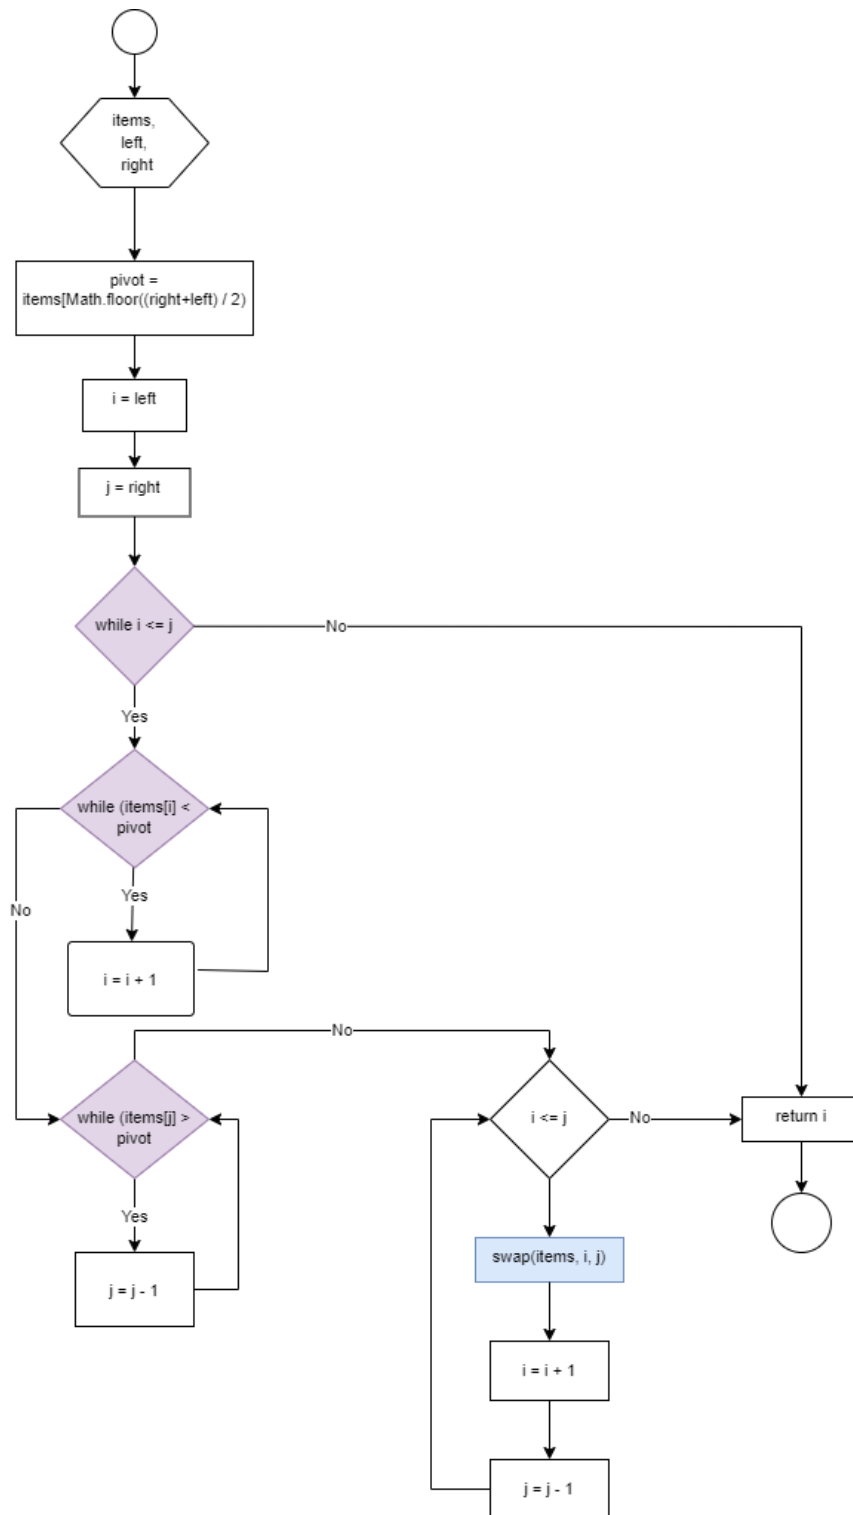 items,
left,
right
pivot =
items[Math.floor((right+left) / 2)
i = left
j = right
while i <= j
No
Yes
while (items[i] <
pivot
Yes
No
i = i + 1
No
while (items[j] >
pivot
i <= j
No
return i
Yes
swap(items, i, j)
j = j - 1
i = i + 1
j = j - 1